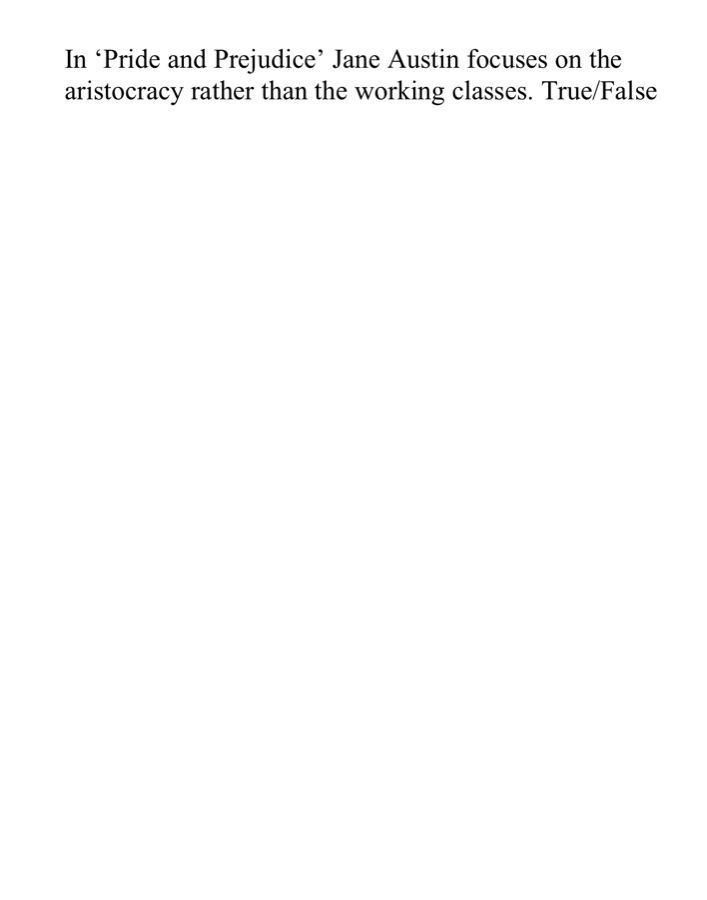 In ‘Pride and Prejudice’ Jane Austin focuses on the
aristocracy rather than the working classes. True/False